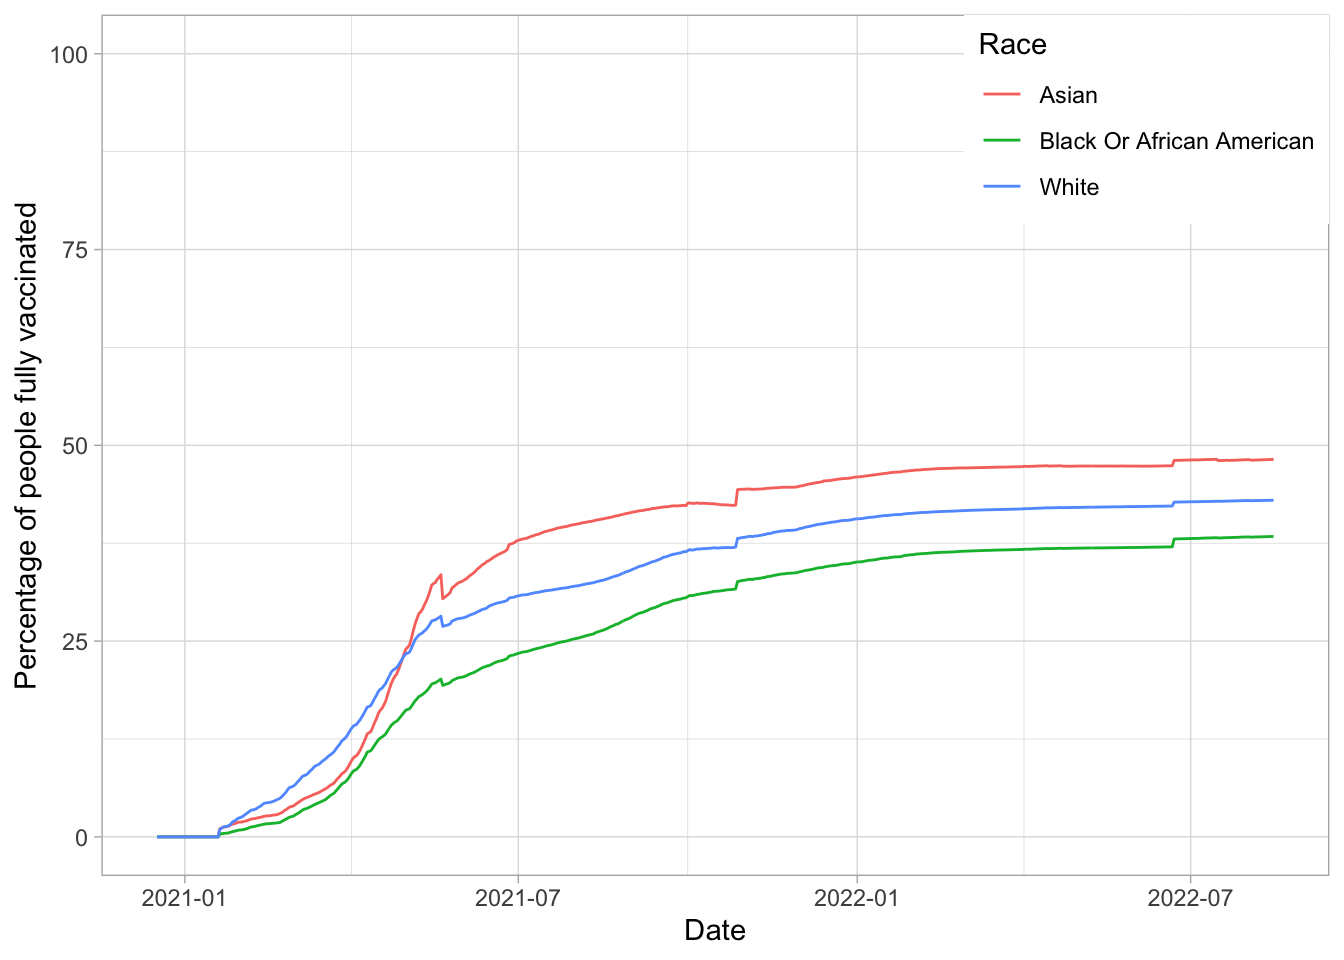 Race
Asian
Black Or African American
White
Percentage of people fully vaccinated
100
75
50
25
0
2021-01
2021-07
2022-01
2022-07
Date